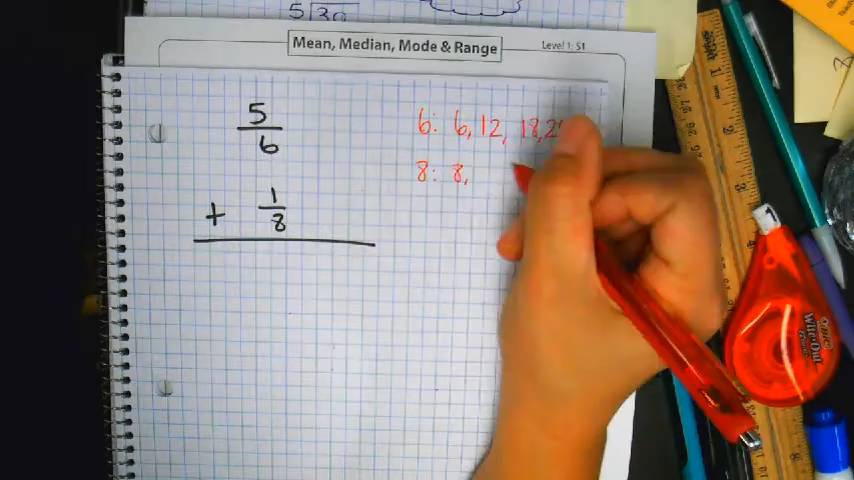 5 30
Mean, Median, Mode & Range
Level 1: S1
5
6
+ 1
8
6: 6, 12, 18, 2
8: 8,
Wite-Out